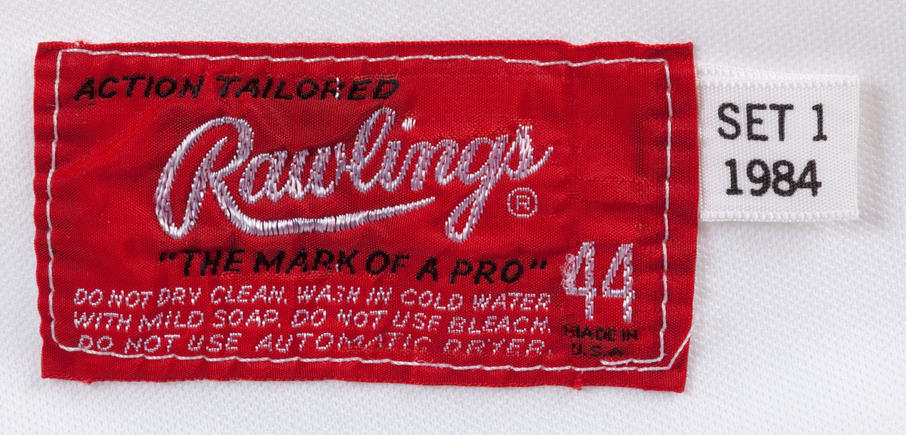 ACTION TAILORED
Rawlings®
"THE MARK OF A PRO"
DO NOT DRY CLEAN. WASH IN COLD WATER
WITH MILD SOAP. DO NOT USE BLEACH.
DO NOT USE AUTOMATIC DRYER.
44
MADE IN
U.S.A
SET 1
1984